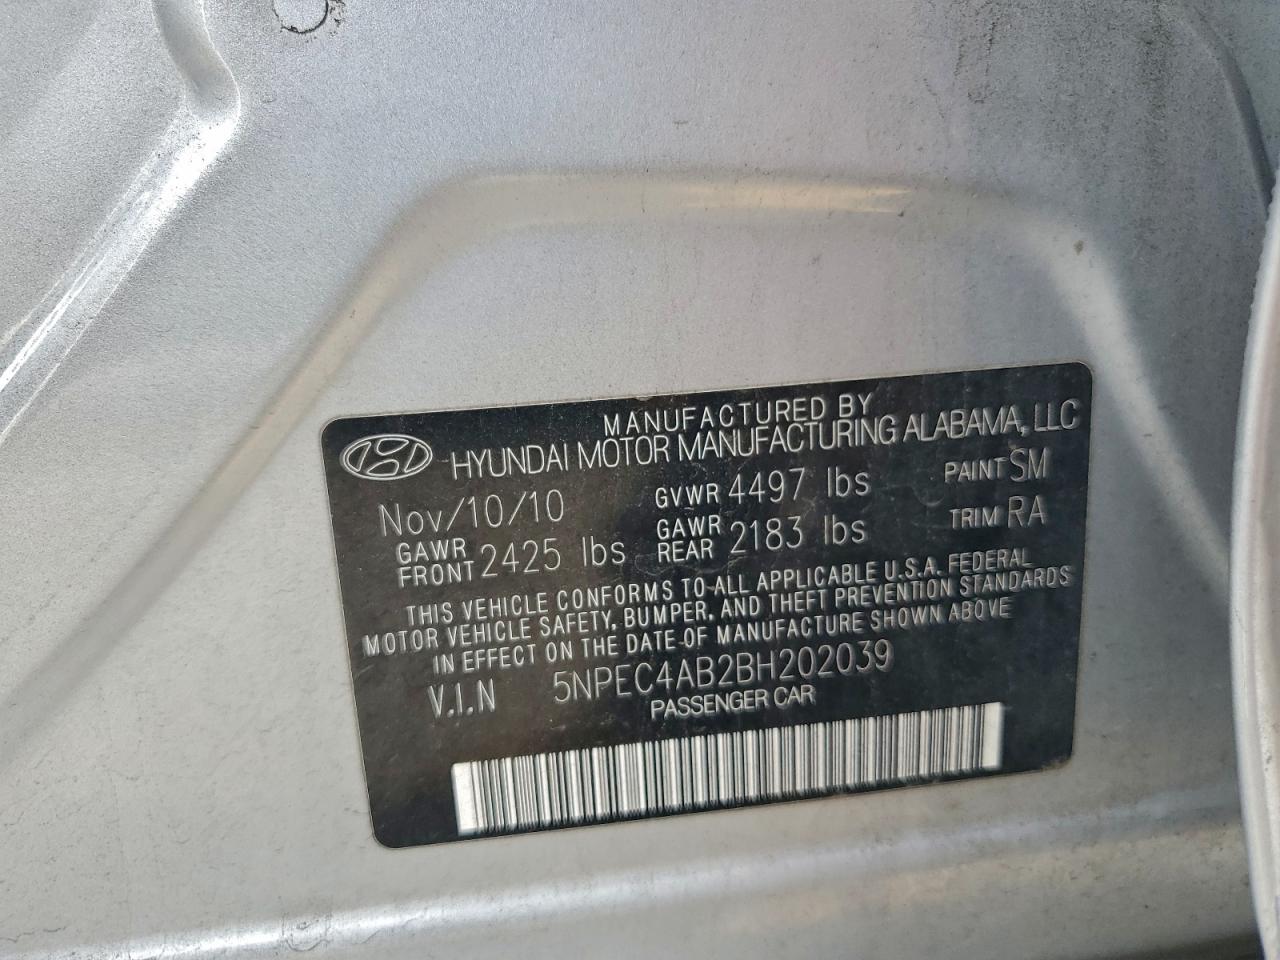 MANUFACTURED BY
HYUNDAI MOTOR MANUFACTURING ALABAMA, LLC
Nov/10/10 GVWR 4497 lbs PAINT SM
GAWR FRONT 2425 lbs GAWR REAR 2183 lbs TRIM RA
THIS VEHICLE CONFORMS TO ALL APPLICABLE U.S.A. FEDERAL
MOTOR VEHICLE SAFETY, BUMPER, AND THEFT PREVENTION STANDARDS
IN EFFECT ON THE DATE OF MANUFACTURE SHOWN ABOVE
V.I.N 5NPEC4AB2BH202039
PASSENGER CAR